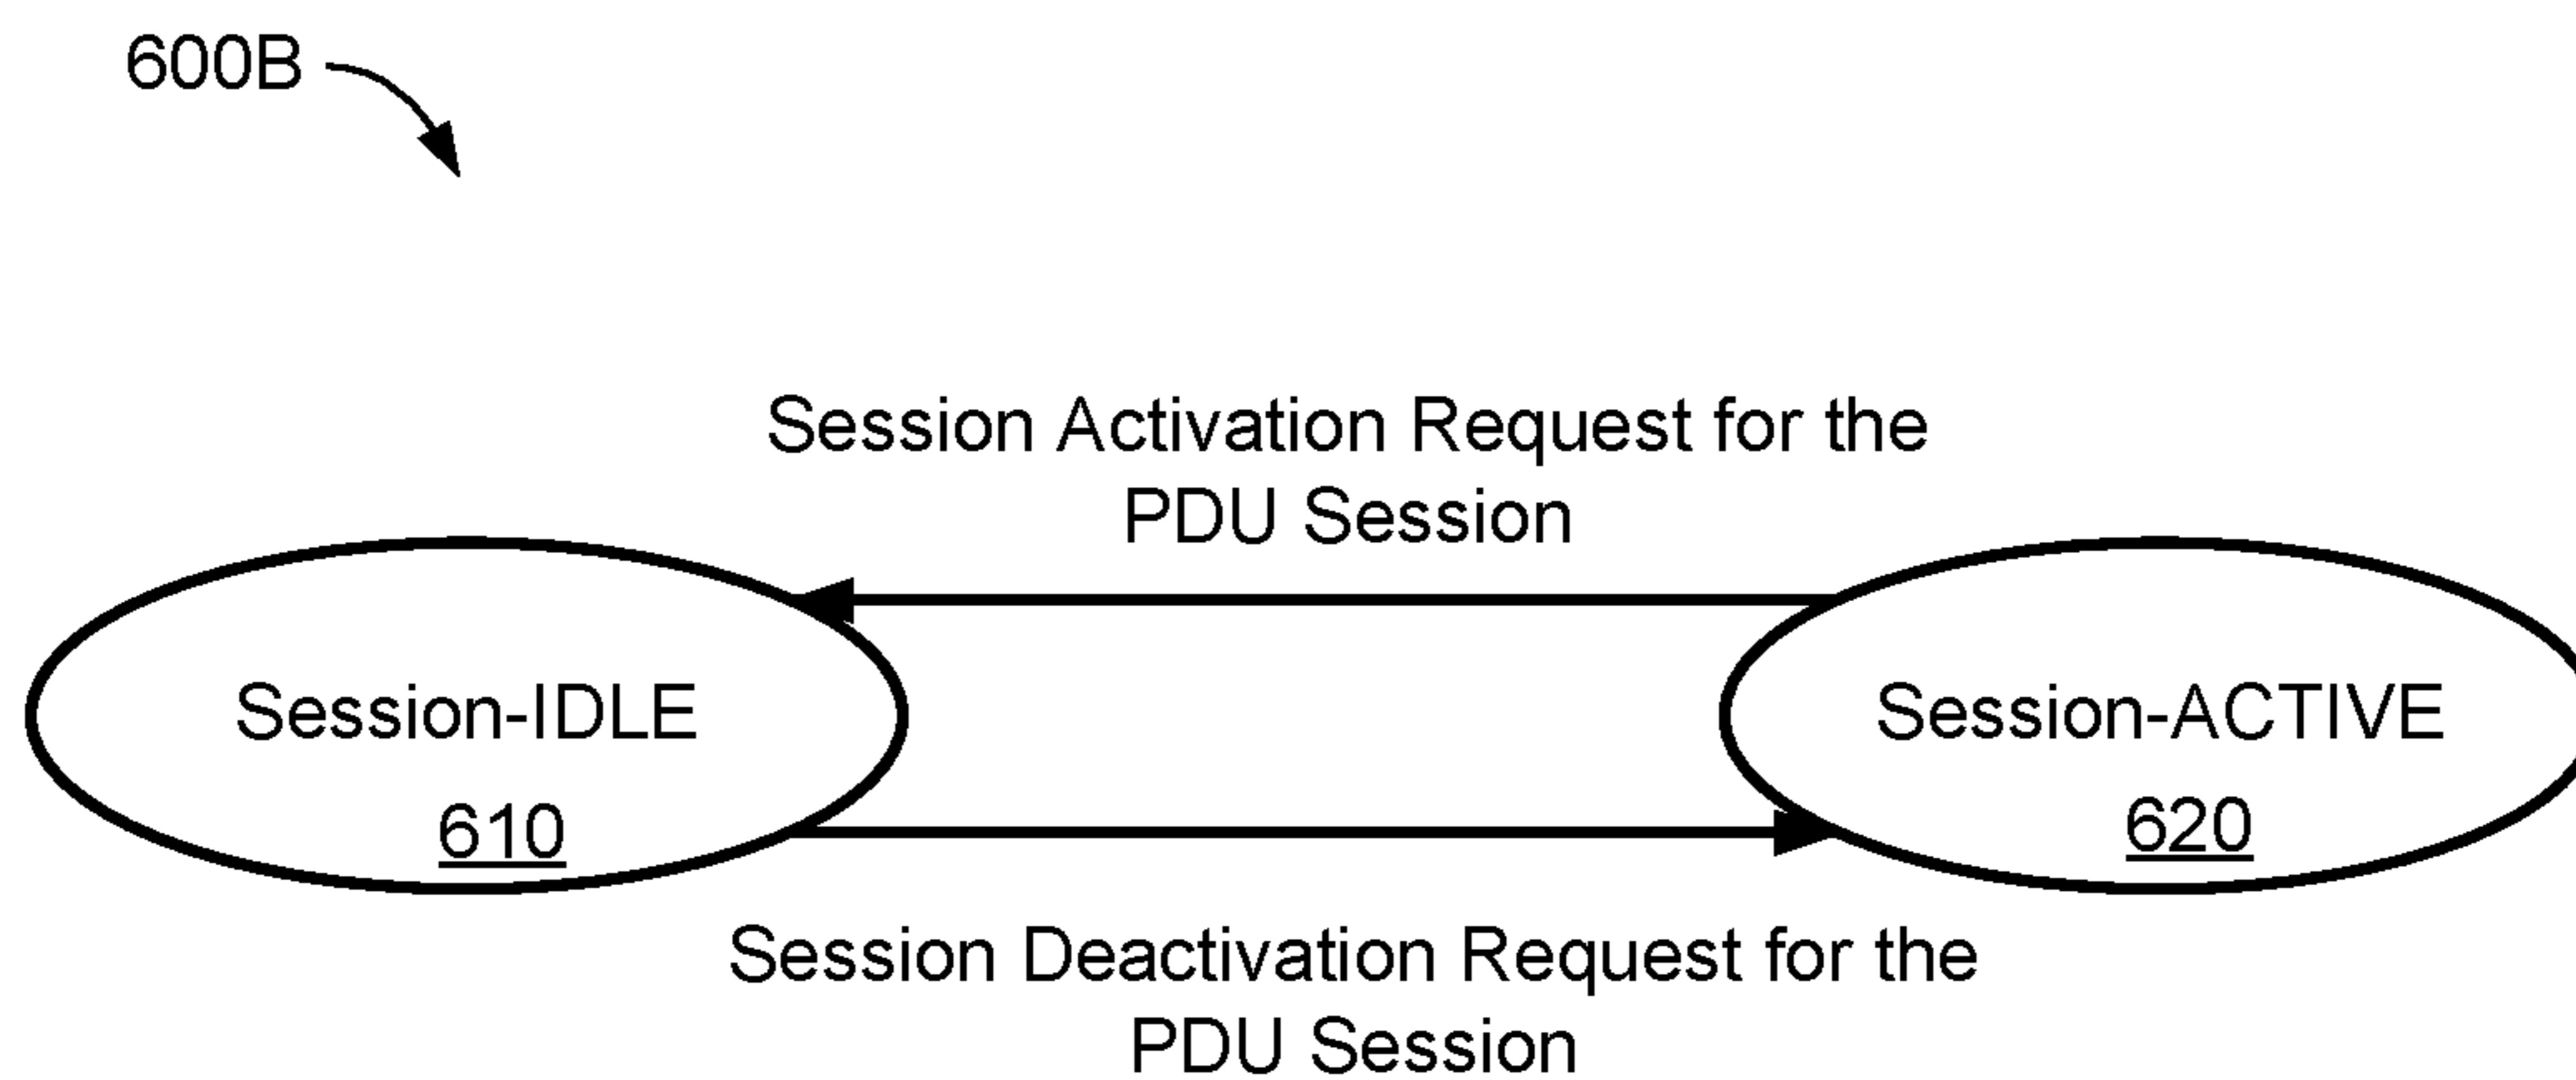 600B
Session Activation Request for the
PDU Session
Session-IDLE
610
Session-ACTIVE
620
Session Deactivation Request for the
PDU Session